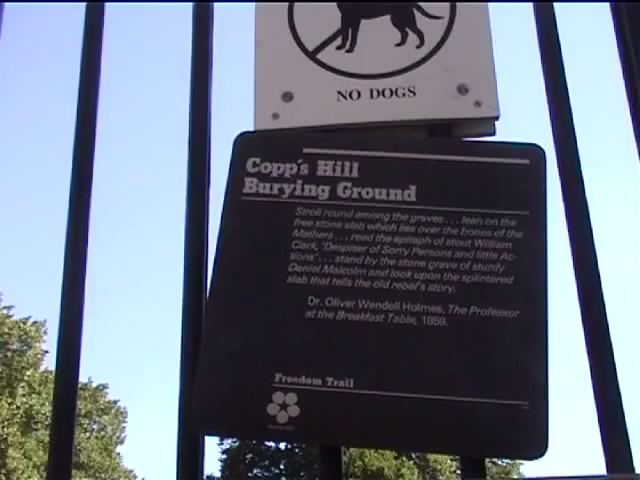 NO DOGS
Copp's Hill
Burying Ground
Stroll round among the graves . . . lean on the
free stone slab which lies over the bones of the
Mathers . . . read the epitaph of stout William
Clark, "Despiser of Sorry Persons and little Ac-
tions" . . . stand by the stone grave of sturdy
Daniel Malcolm and look upon the splintered
slab that tells the old rebel's story.
Dr. Oliver Wendell Holmes, The Professor
at the Breakfast Table, 1859.
Freedom Trail